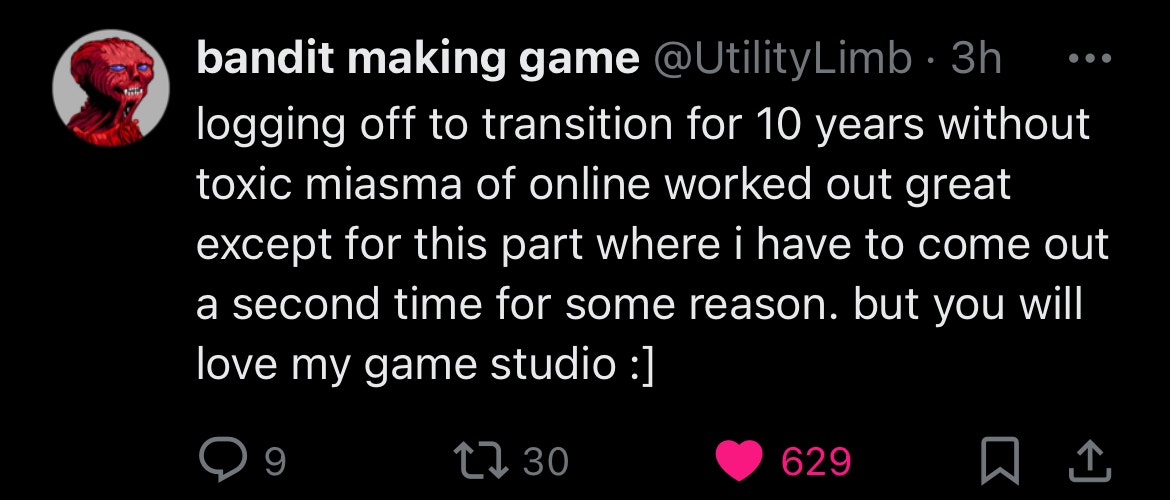 bandit making game @UtilityLimb · 3h
logging off to transition for 10 years without
toxic miasma of online worked out great
except for this part where i have to come out
a second time for some reason. but you will
love my game studio :]
9 30 629